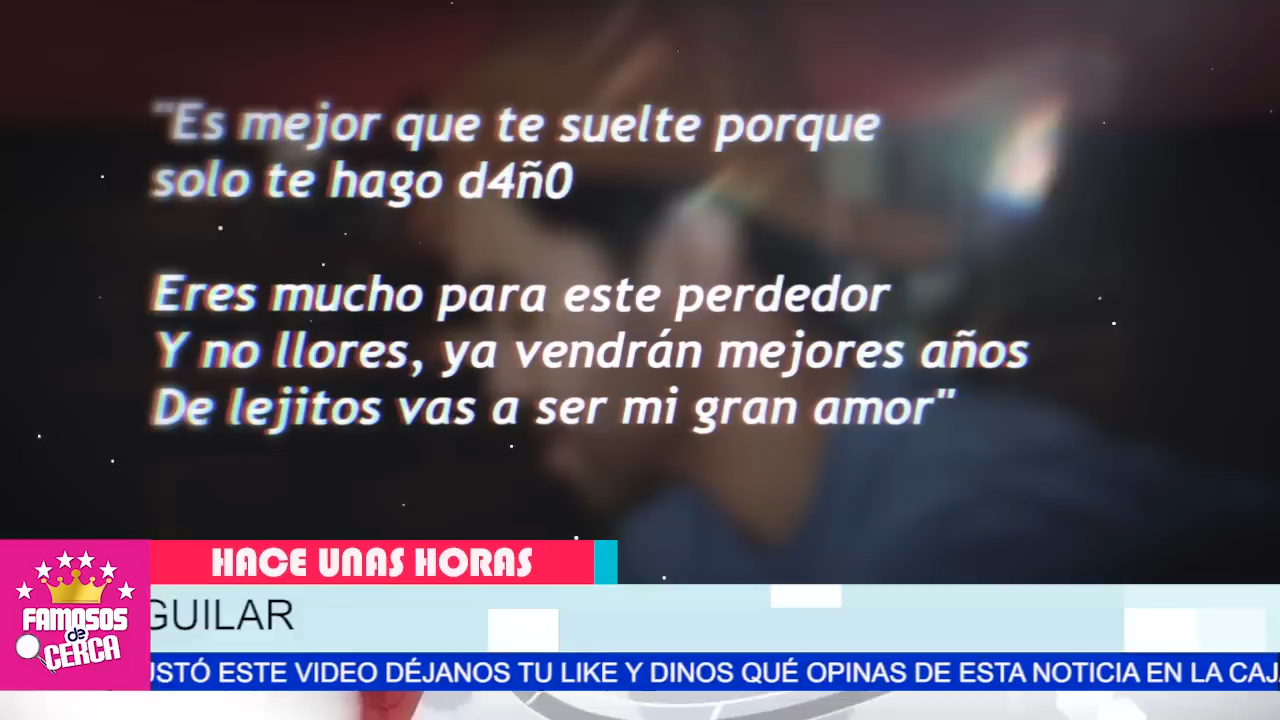 "Es mejor que te suelte porque
solo te hago d4ñ0
Eres mucho para este perdedor
Y no llores, ya vendrán mejores años
De lejitos vas a ser mi gran amor"
HACE UNAS HORAS
FAMOSOS
de
CERCA
GUILAR
USTÓ ESTE VIDEO DÉJANOS TU LIKE Y DINOS QUÉ OPINAS DE ESTA NOTICIA EN LA CAJ